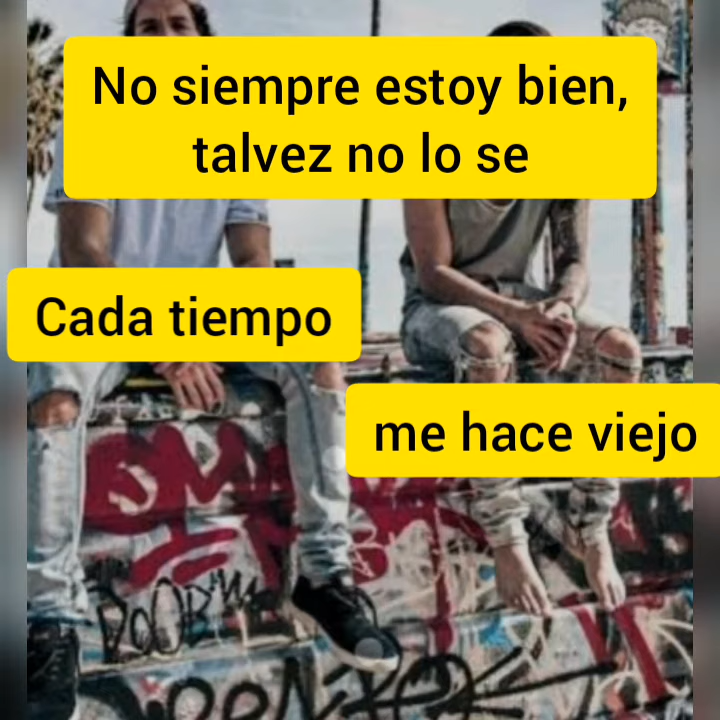 No siempre estoy bien,
talvez no lo se
Cada tiempo
me hace viejo